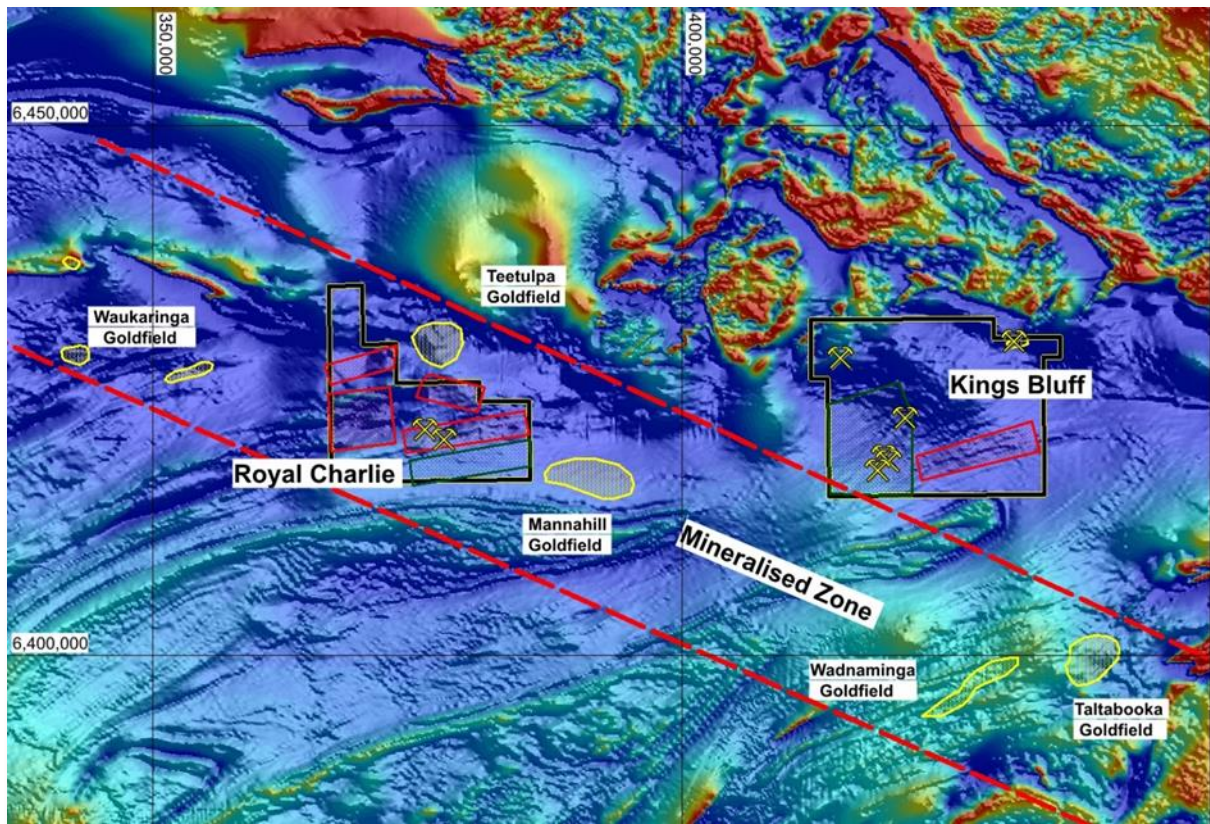 350,000
400,000
6,450,000
Teetulpa
Goldfield
Waukaringa
Goldfield
Kings Bluff
Royal Charlie
Mannahill
Goldfield
Mineralised Zone
6,400,000
Wadnaminga
Goldfield
Taltabooka
Goldfield